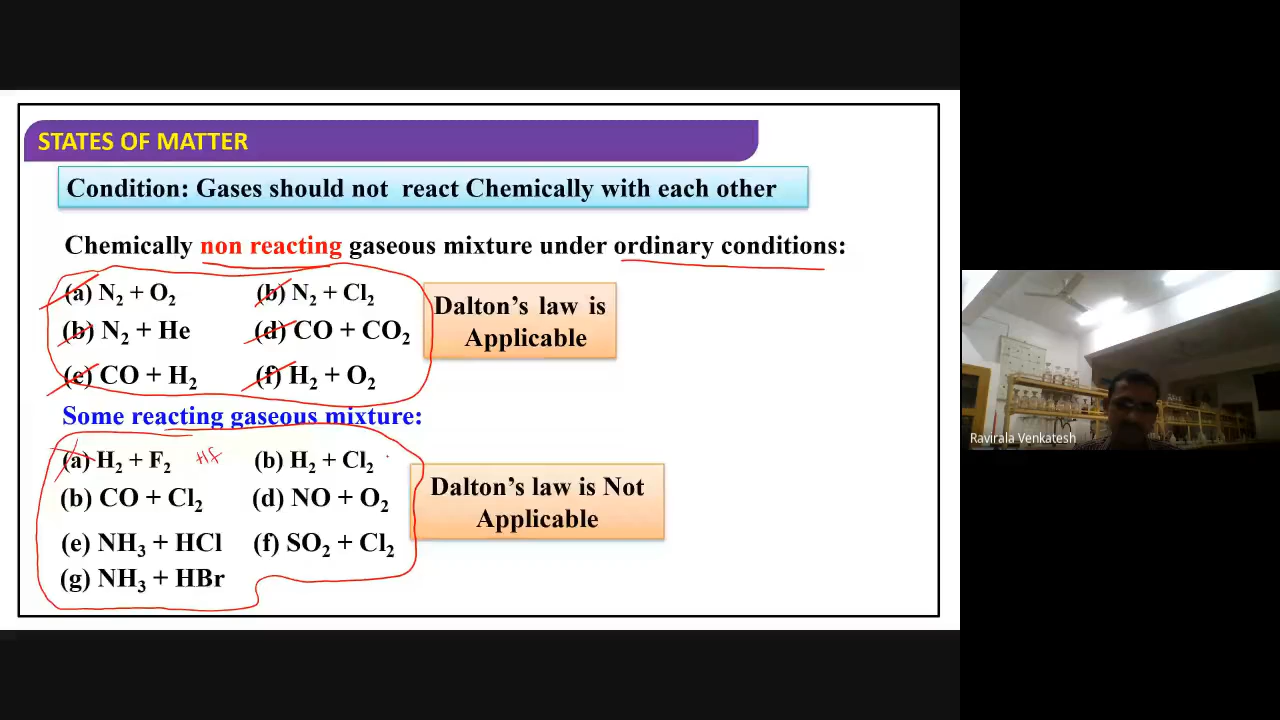 STATES OF MATTER
Condition: Gases should not react Chemically with each other
Chemically non reacting gaseous mixture under ordinary conditions:
(a) N₂ + O₂ (b) N₂ + Cl₂
(b) N₂ + He (d) CO + CO₂
(e) CO + H₂ (f) H₂ + O₂
Dalton's law is
Applicable
Some reacting gaseous mixture:
(a) H₂ + F₂ HF (b) H₂ + Cl₂
(b) CO + Cl₂ (d) NO + O₂
(e) NH₃ + HCl (f) SO₂ + Cl₂
(g) NH₃ + HBr
Dalton's law is Not
Applicable
Ravirala Venkatesh